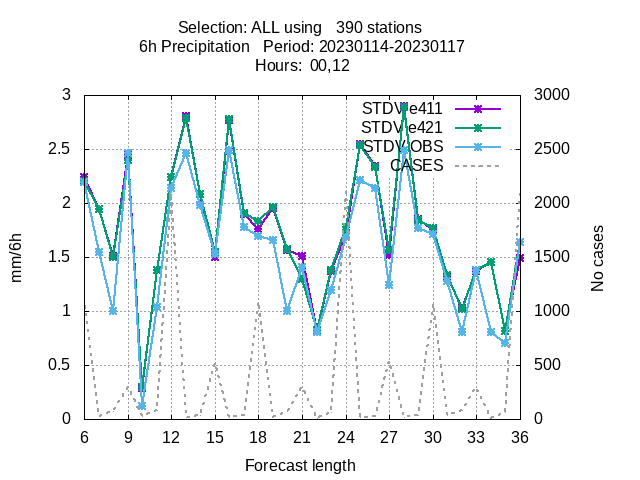 Selection: ALL using   390 stations
6h Precipitation   Period: 20230114-20230117
Hours:  00,12
3
2.5
2
1.5
1
0.5
0
3000
2500
2000
1500
1000
500
0
STDV e411
STDV e421
STDV OBS
CASES
mm/6h
No cases
6 9 12 15 18 21 24 27 30 33 36
Forecast length